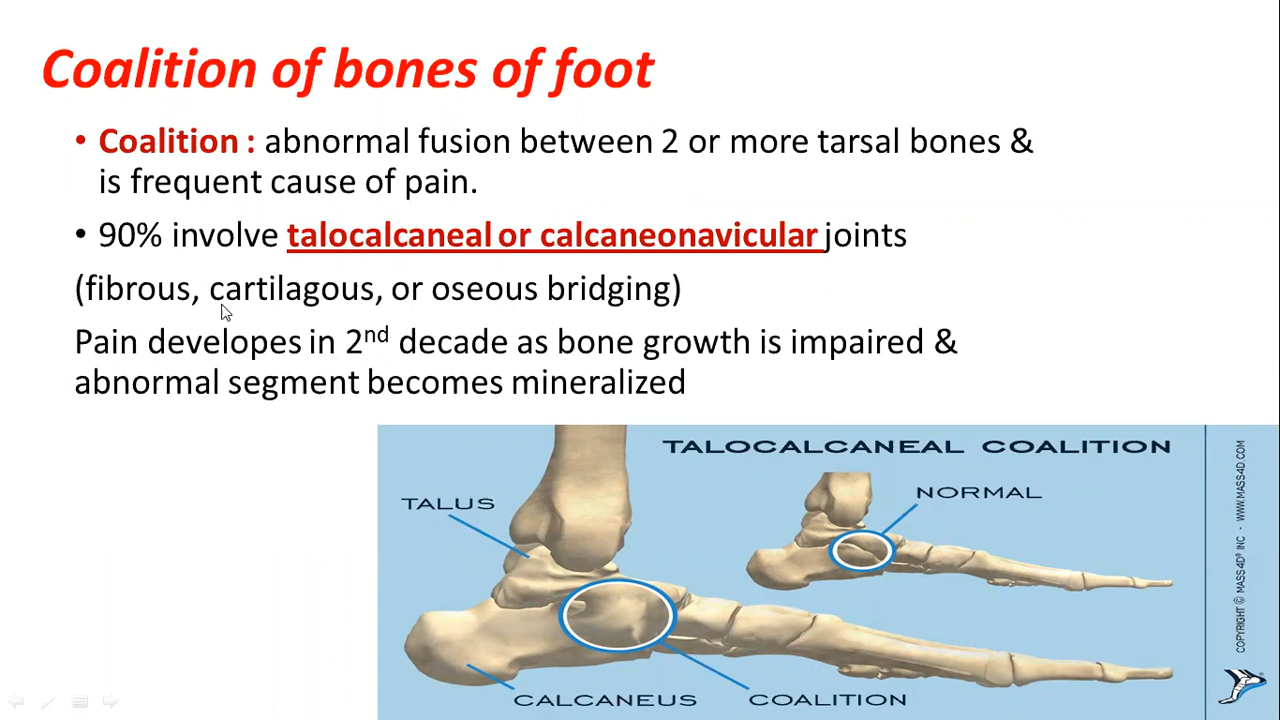 Coalition of bones of foot
• Coalition : abnormal fusion between 2 or more tarsal bones &
is frequent cause of pain.
• 90% involve talocalcaneal or calcaneonavicular joints
(fibrous, cartilagous, or oseous bridging)
Pain developes in 2nd decade as bone growth is impaired &
abnormal segment becomes mineralized
TALOCALCANEAL COALITION
NORMAL
TALUS
CALCANEUS
COALITION
COPYRIGHT © MASS4D® INC - WWW.MASS4D.COM